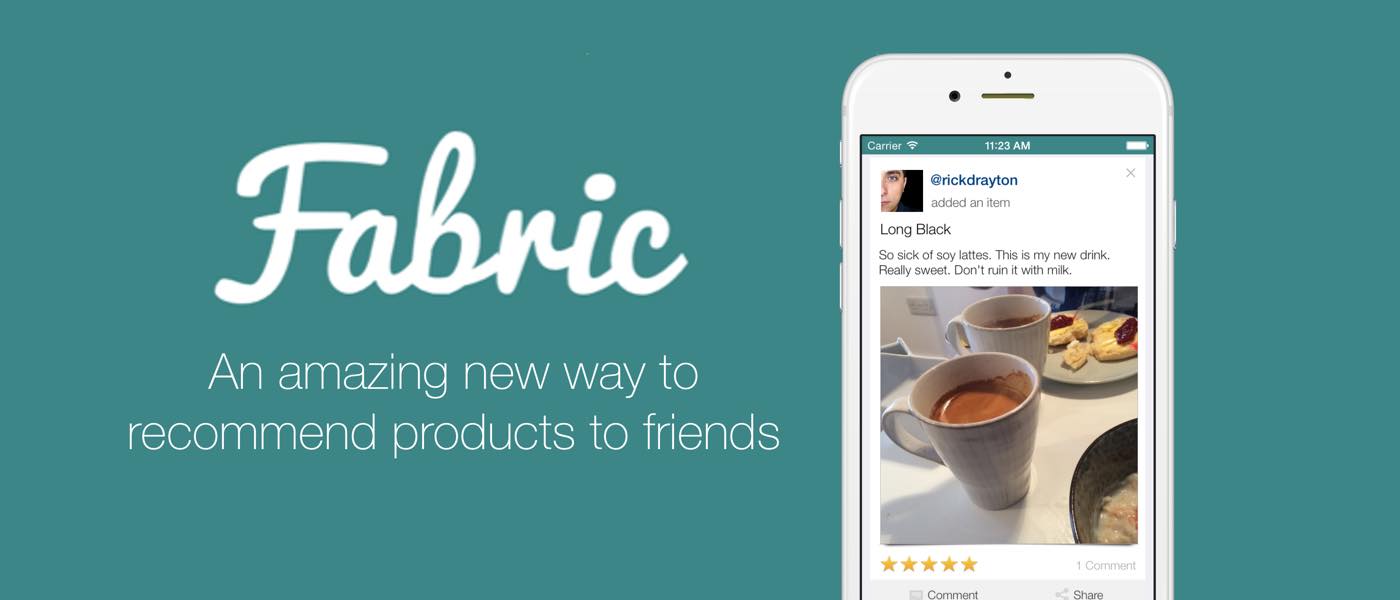 Fabric
An amazing new way to
recommend products to friends
Carrier
11:23 AM
@rickdrayton
added an item
Long Black
So sick of soy lattes. This is my new drink.
Really sweet. Don't ruin it with milk.
1 Comment
Comment
Share